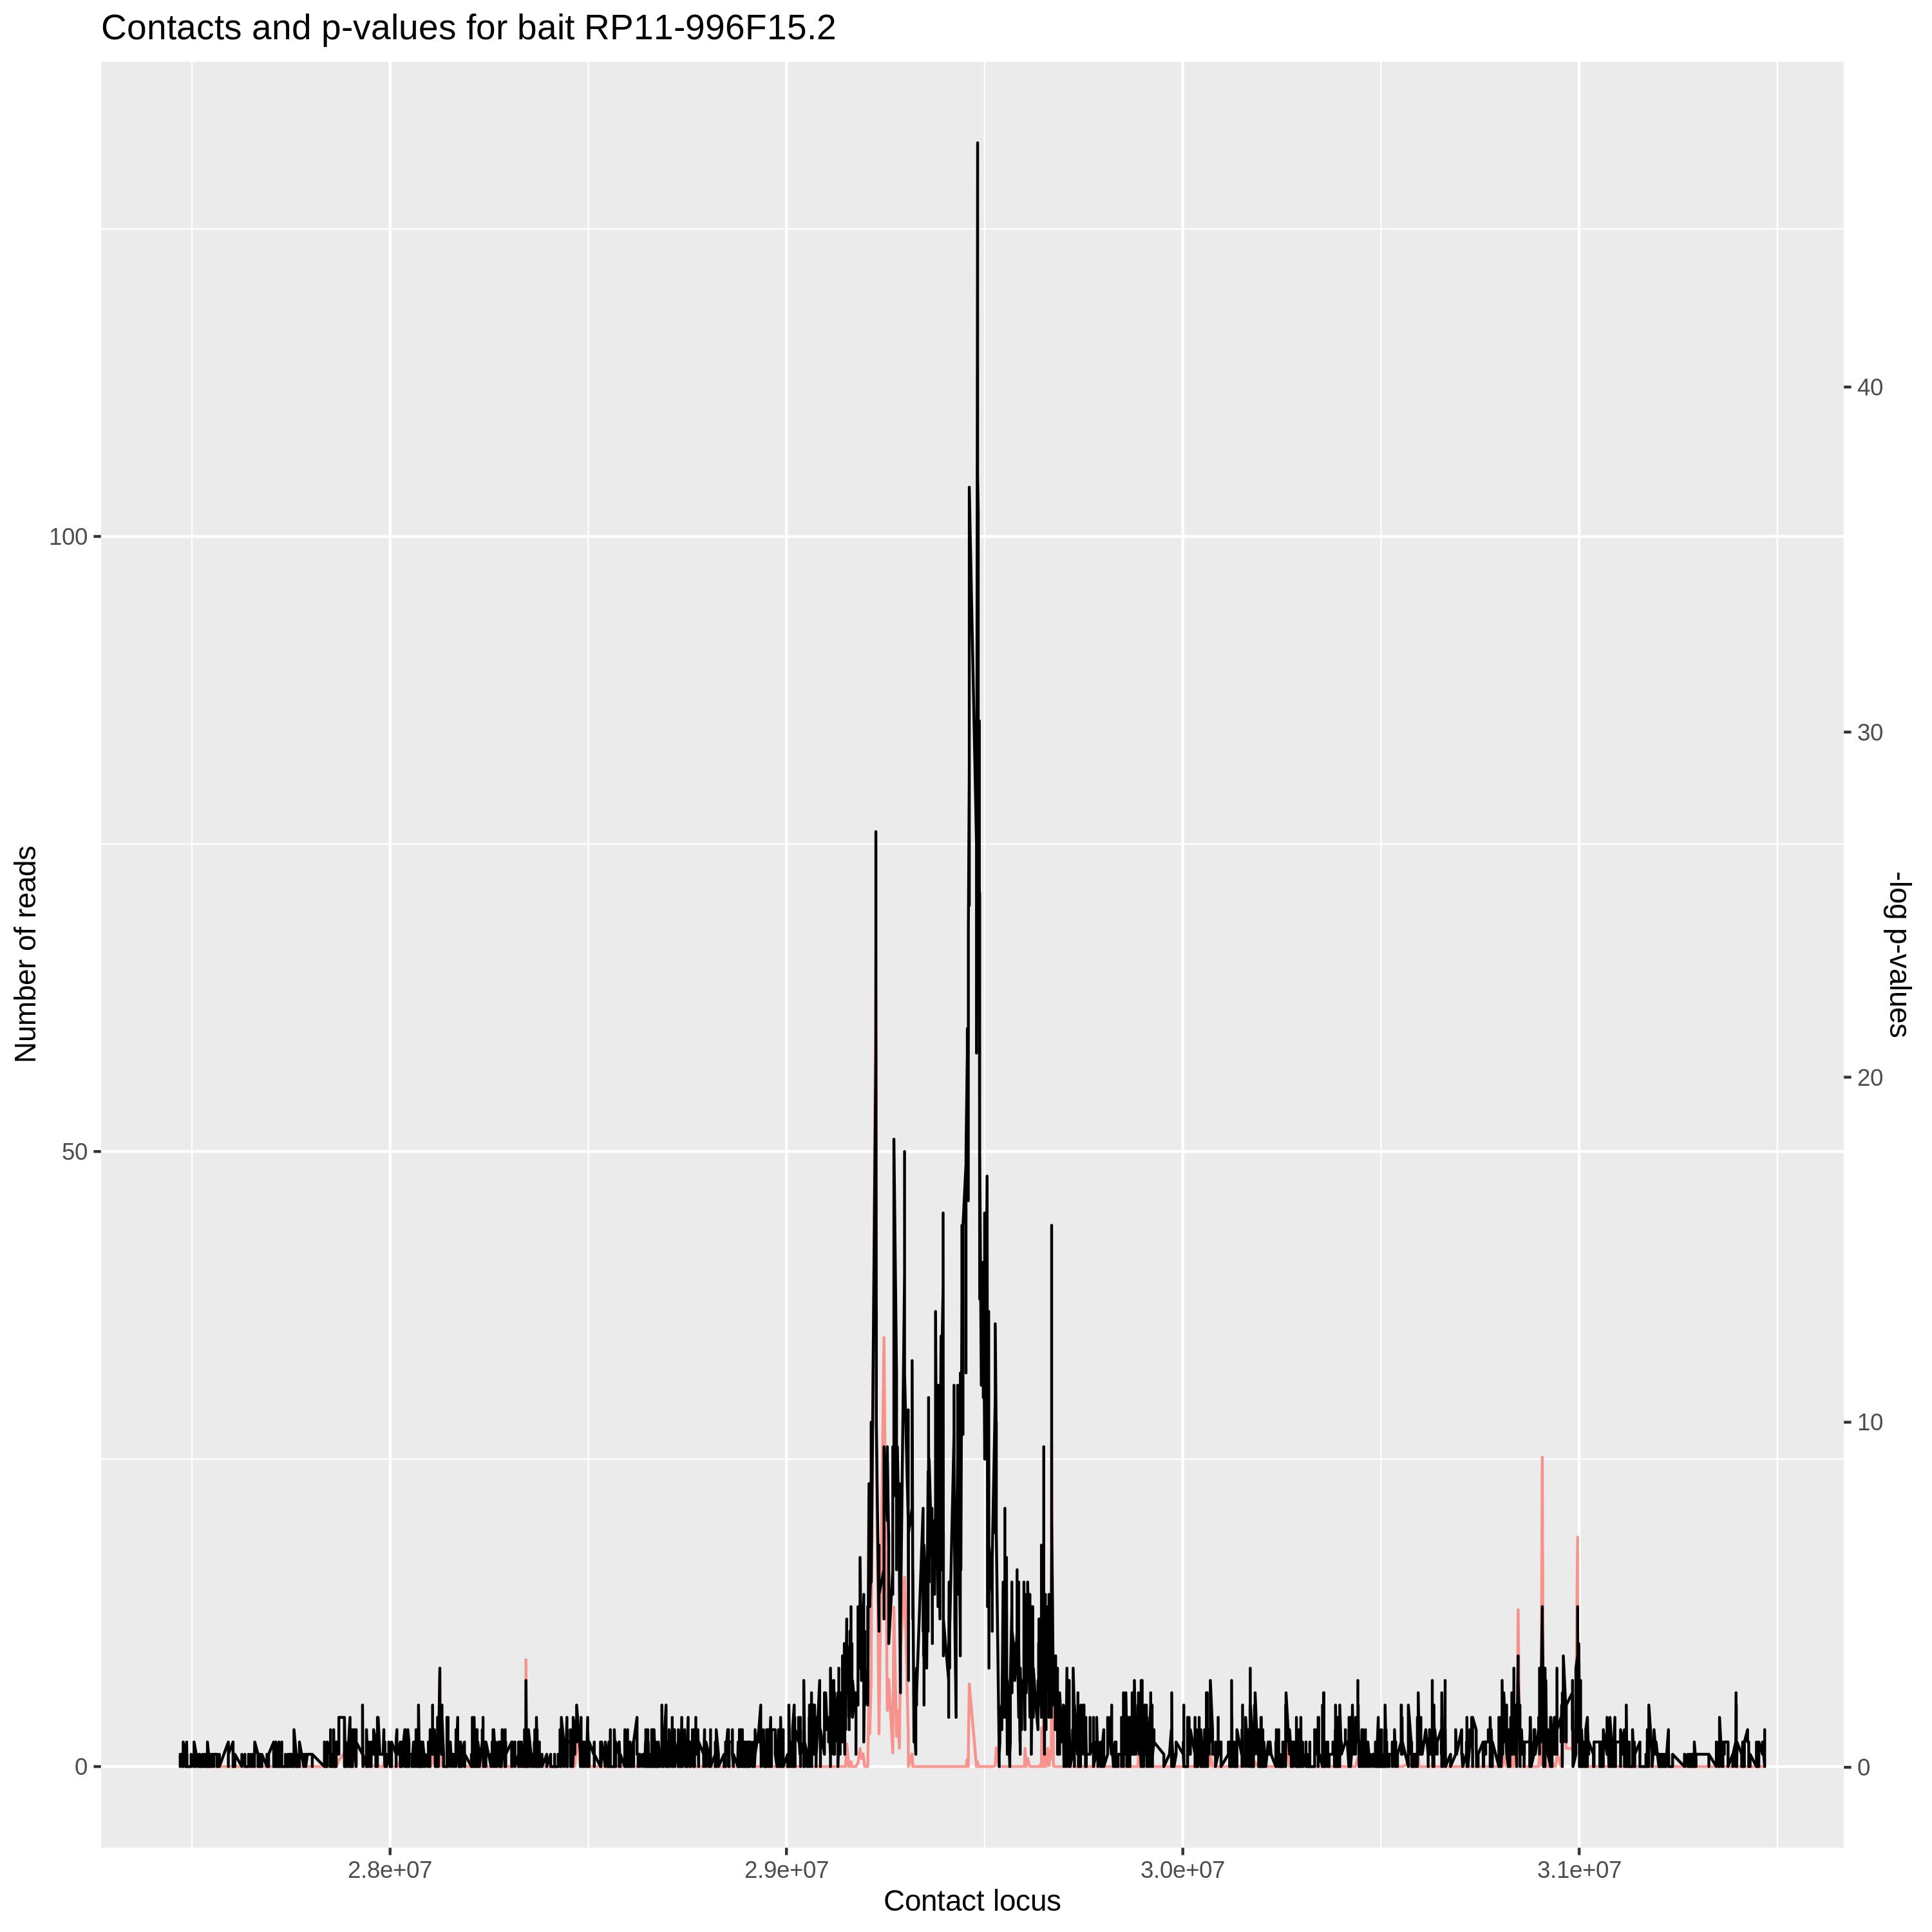 Contacts and p-values for bait RP11-996F15.2
Number of reads
100
50
0
40
30
20
10
0
-log p-values
2.8e+07
2.9e+07
3.0e+07
3.1e+07
Contact locus